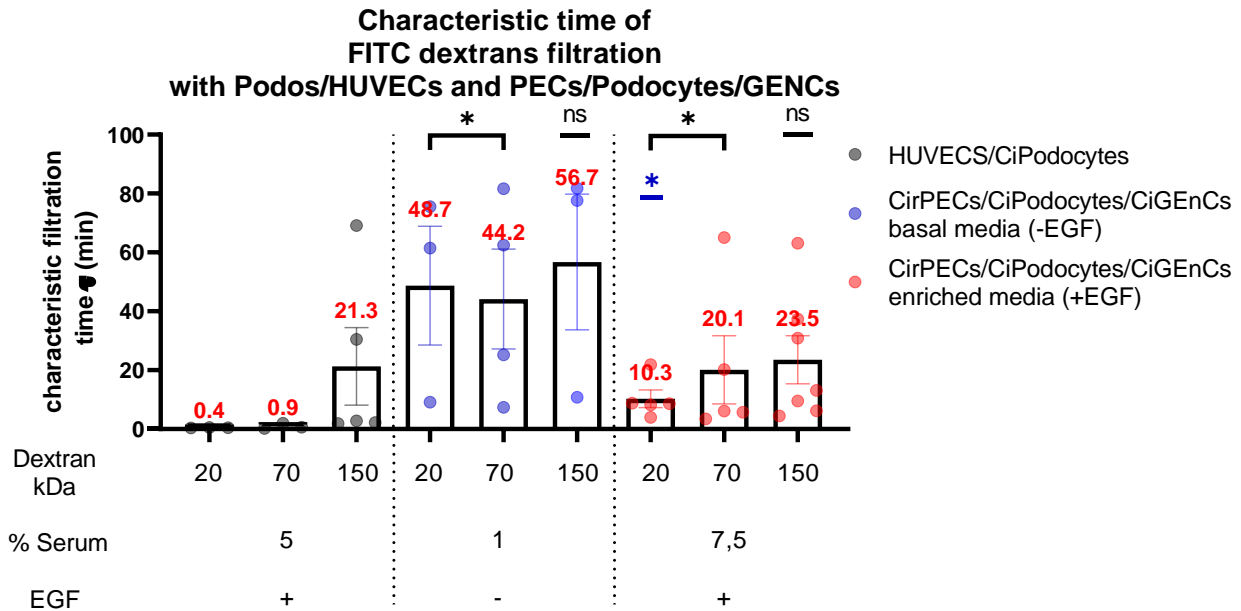 Characteristic time of
FITC dextrans filtration
with Podos/HUVECs and PECs/Podocytes/GENCs
characteristic filtration
time τ (min)
100
80
60
40
20
0
0.4
0.9
21.3
*
48.7
44.2
ns
56.7
*
*
10.3
20.1
ns
23.5
HUVECS/CiPodocytes
CirPECs/CiPodocytes/CiGEnCs
basal media (-EGF)
CirPECs/CiPodocytes/CiGEnCs
enriched media (+EGF)
Dextran
kDa
20 70 150 20 70 150 20 70 150
% Serum 5 1 7,5
EGF + - +